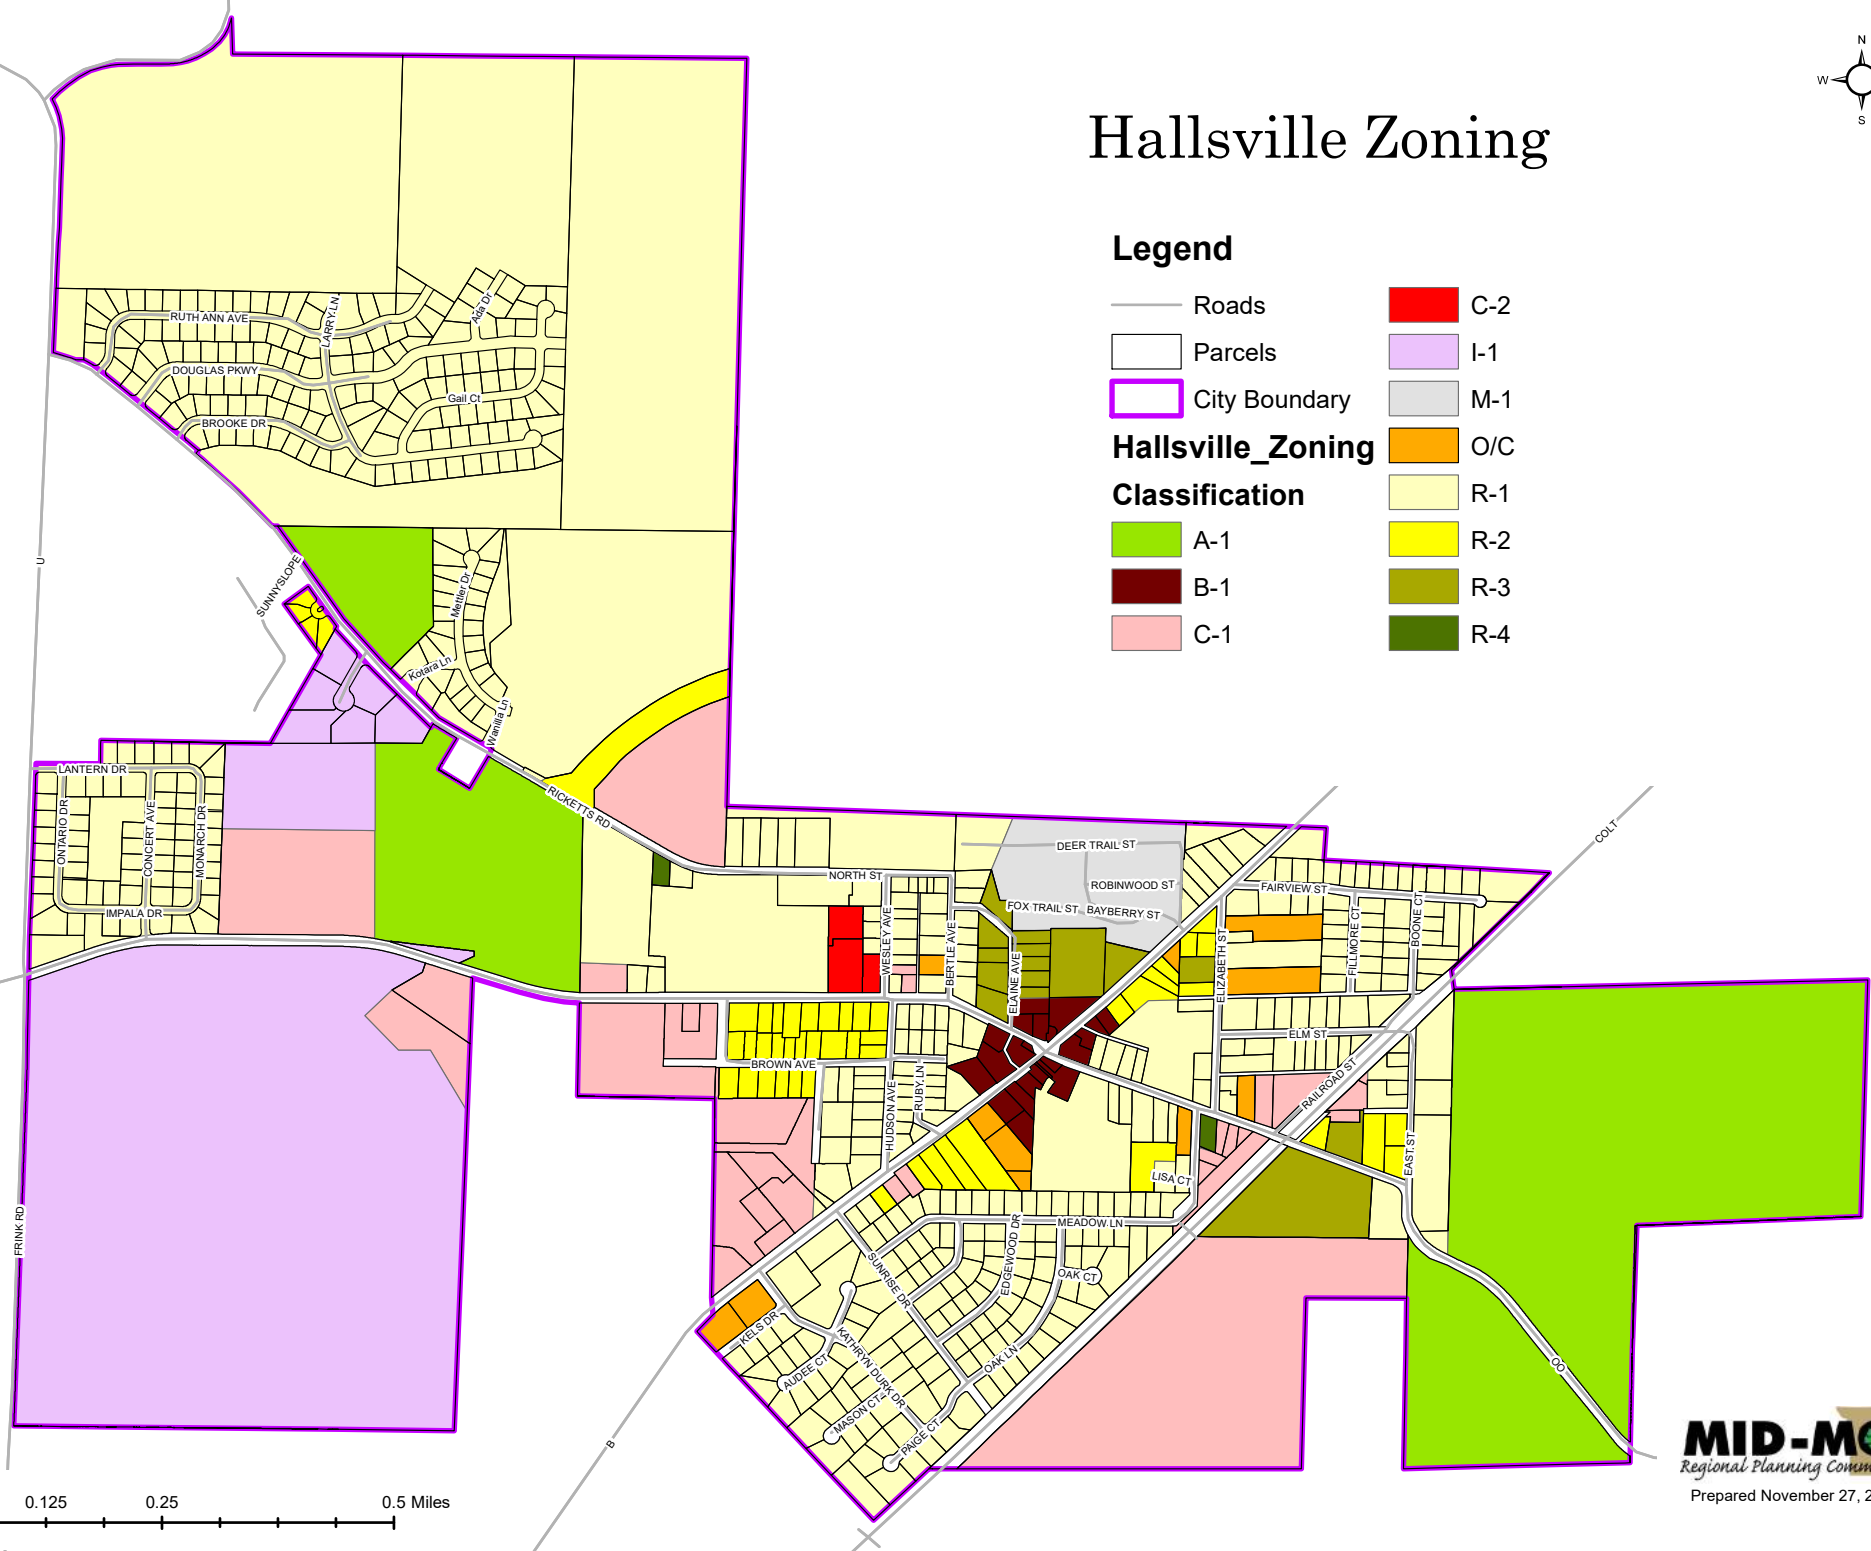 N
W
S
Hallsville Zoning
Legend
Roads
Parcels
City Boundary
Hallsville_Zoning
Classification
A-1
B-1
C-1
C-2
I-1
M-1
O/C
R-1
R-2
R-3
R-4
RUTH ANN AVE
LARRY LN
Ada Dr
DOUGLAS PKWY
Gail Ct
BROOKE DR
U
SUNNYSLOPE
Mettler Dr
Kotara Ln
Wanilla Ln
RICKETTS RD
LANTERN DR
ONTARIO DR
CONCERT AVE
MONARCH DR
IMPALA DR
NORTH ST
DEER TRAIL ST
ROBINWOOD ST
FOX TRAIL ST
BAYBERRY ST
FAIRVIEW ST
COLT
WESLEY AVE
BERTLE AVE
ELAINE AVE
ELIZABETH ST
FILLMORE CT
BOONE CT
ELM ST
RAILROAD ST
BROWN AVE
HUDSON AVE
RUBY LN
EAST ST
LISA CT
MEADOW LN
EDGEWOOD DR
SUNRISE DR
OAK CT
OAK LN
KELS DR
KATHRYN DURK DR
AUDEE CT
MASON CT
PAIGE CT
FRINK RD
B
OO
0.125
0.25
0.5 Miles
MID-MO
Regional Planning
Prepared November 27,